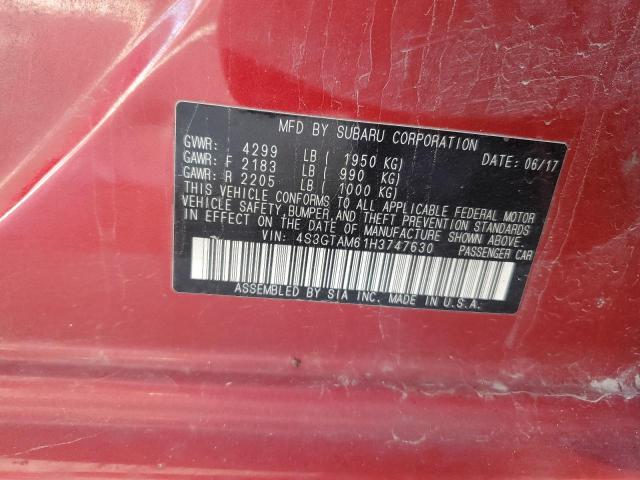 MFD BY SUBARU CORPORATION DATE: 06/17
GVWR: 4299 LB ( 1950 KG)
GAWR: F 2183 LB ( 990 KG)
GAWR: R 2205 LB ( 1000 KG)
THIS VEHICLE CONFORMS TO ALL APPLICABLE FEDERAL MOTOR
VEHICLE SAFETY, BUMPER, AND THEFT PREVENTION STANDARDS
IN EFFECT ON THE DATE OF MANUFACTURE SHOWN ABOVE.
VIN: 4S3GTAM61H3747630 PASSENGER CAR
ASSEMBLED BY SIA INC. MADE IN U.S.A.